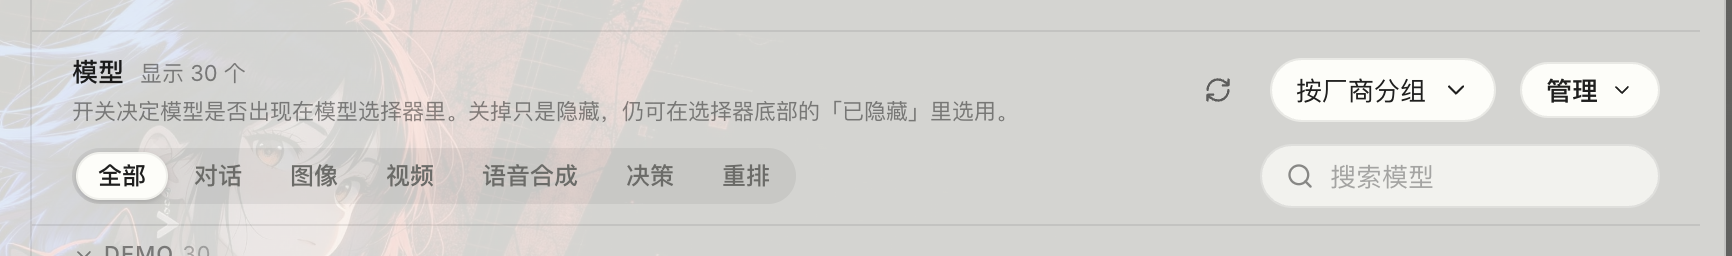 模型 显示 30 个
开关决定模型是否出现在模型选择器里。关掉只是隐藏，仍可在选择器底部的「已隐藏」里选用。
按厂商分组
管理
全部 对话 图像 视频 语音合成 决策 重排
搜索模型
DEMO 30